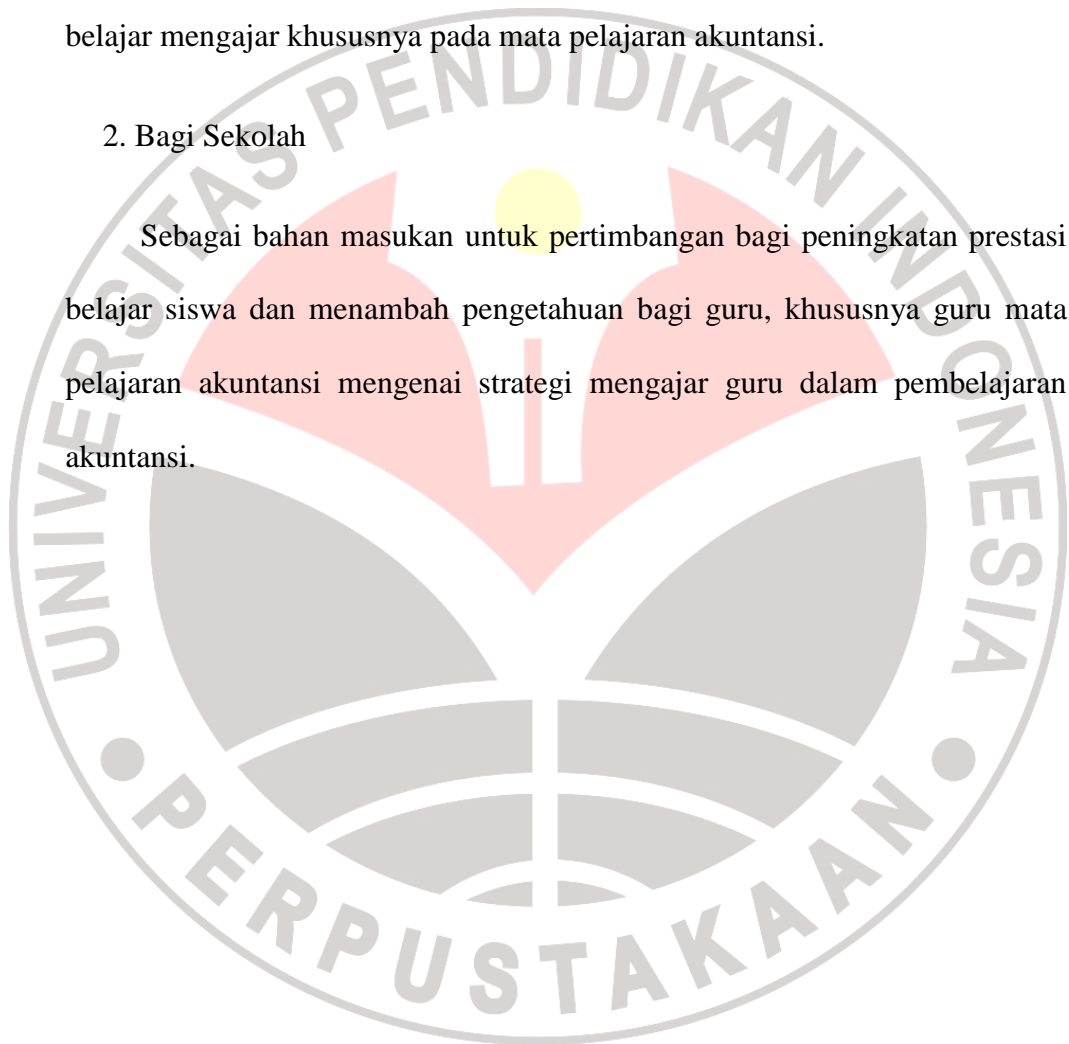 belajar mengajar khususnya pada mata pelajaran akuntansi.
2. Bagi Sekolah
Sebagai bahan masukan untuk pertimbangan bagi peningkatan prestasi
belajar siswa dan menambah pengetahuan bagi guru, khususnya guru mata
pelajaran akuntansi mengenai strategi mengajar guru dalam pembelajaran
akuntansi.
UNIVERSITAS PENDIDIKAN INDONESIA
PERPUSTAKAAN